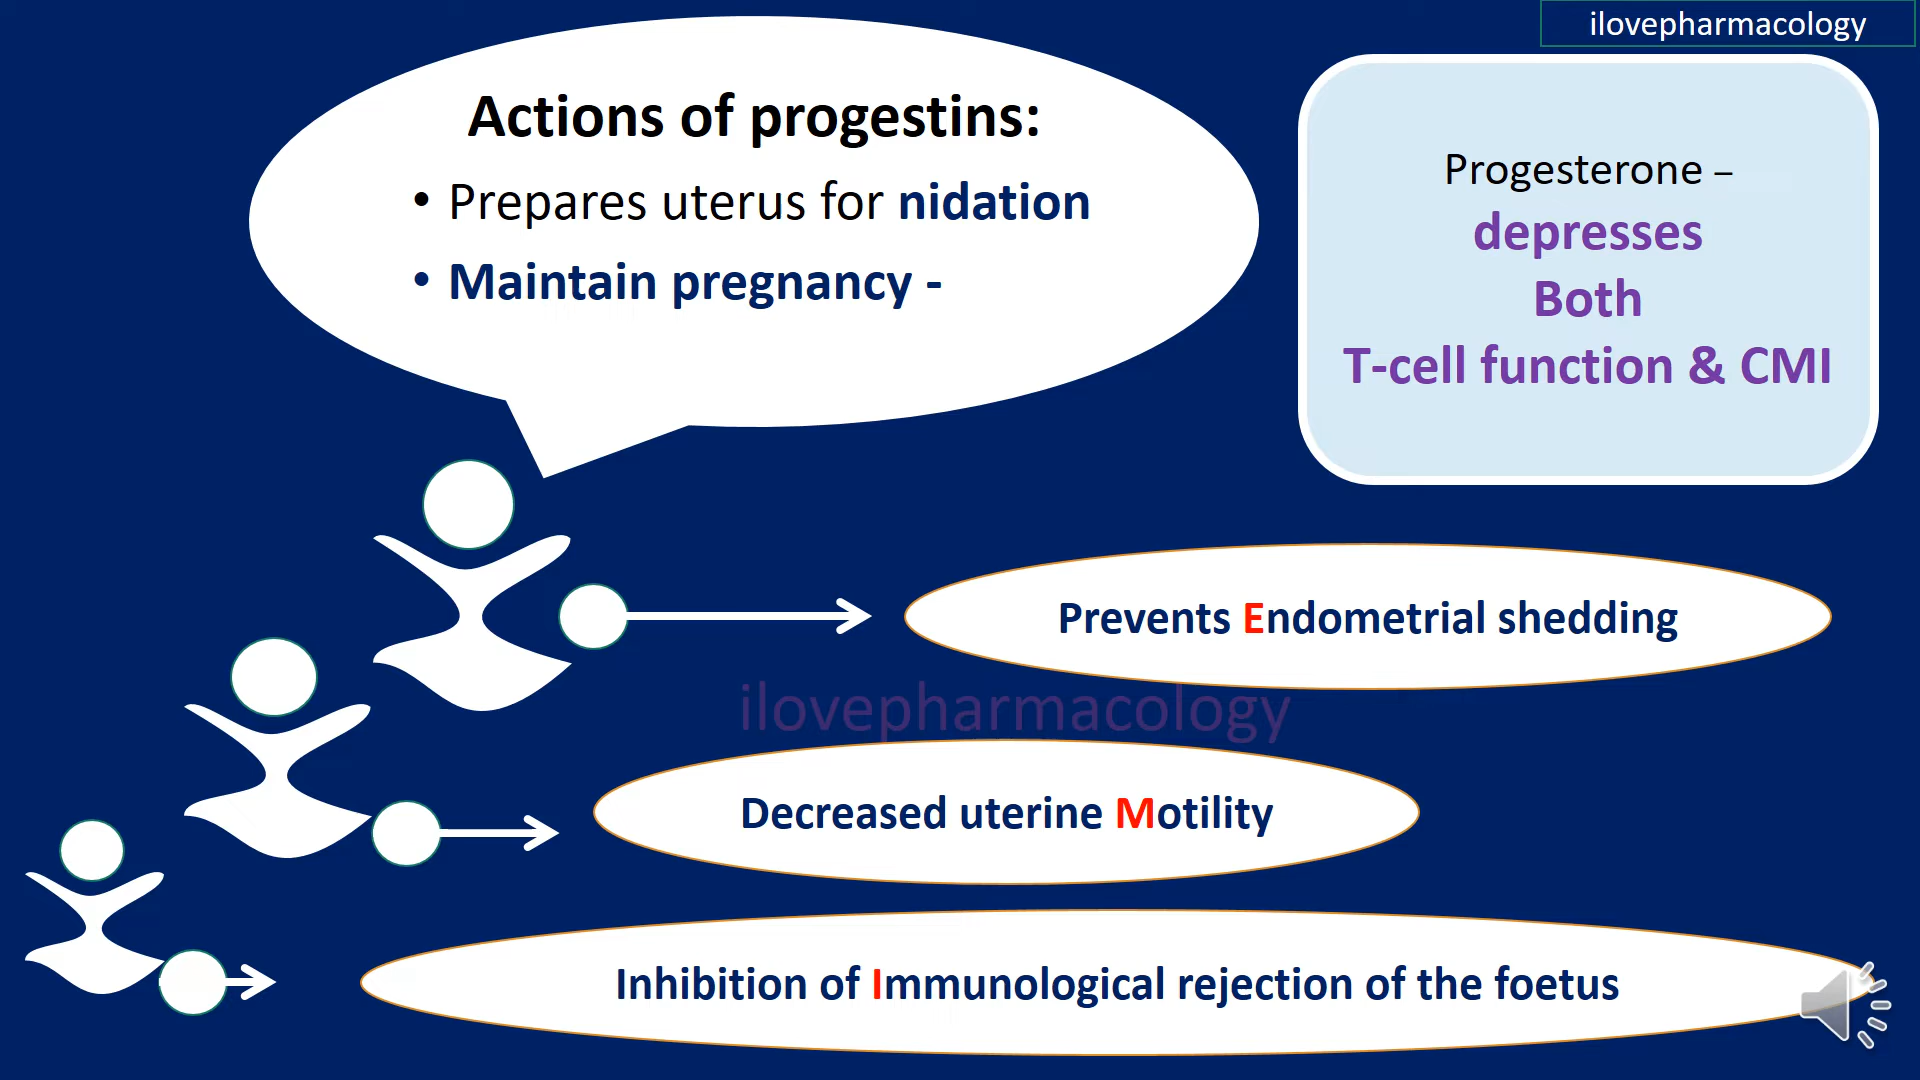 ilovepharmacology
Actions of progestins:
• Prepares uterus for nidation
• Maintain pregnancy -
Progesterone –
depresses
Both
T-cell function & CMI
Prevents Endometrial shedding
ilovepharmacology
Decreased uterine Motility
Inhibition of Immunological rejection of the foetus